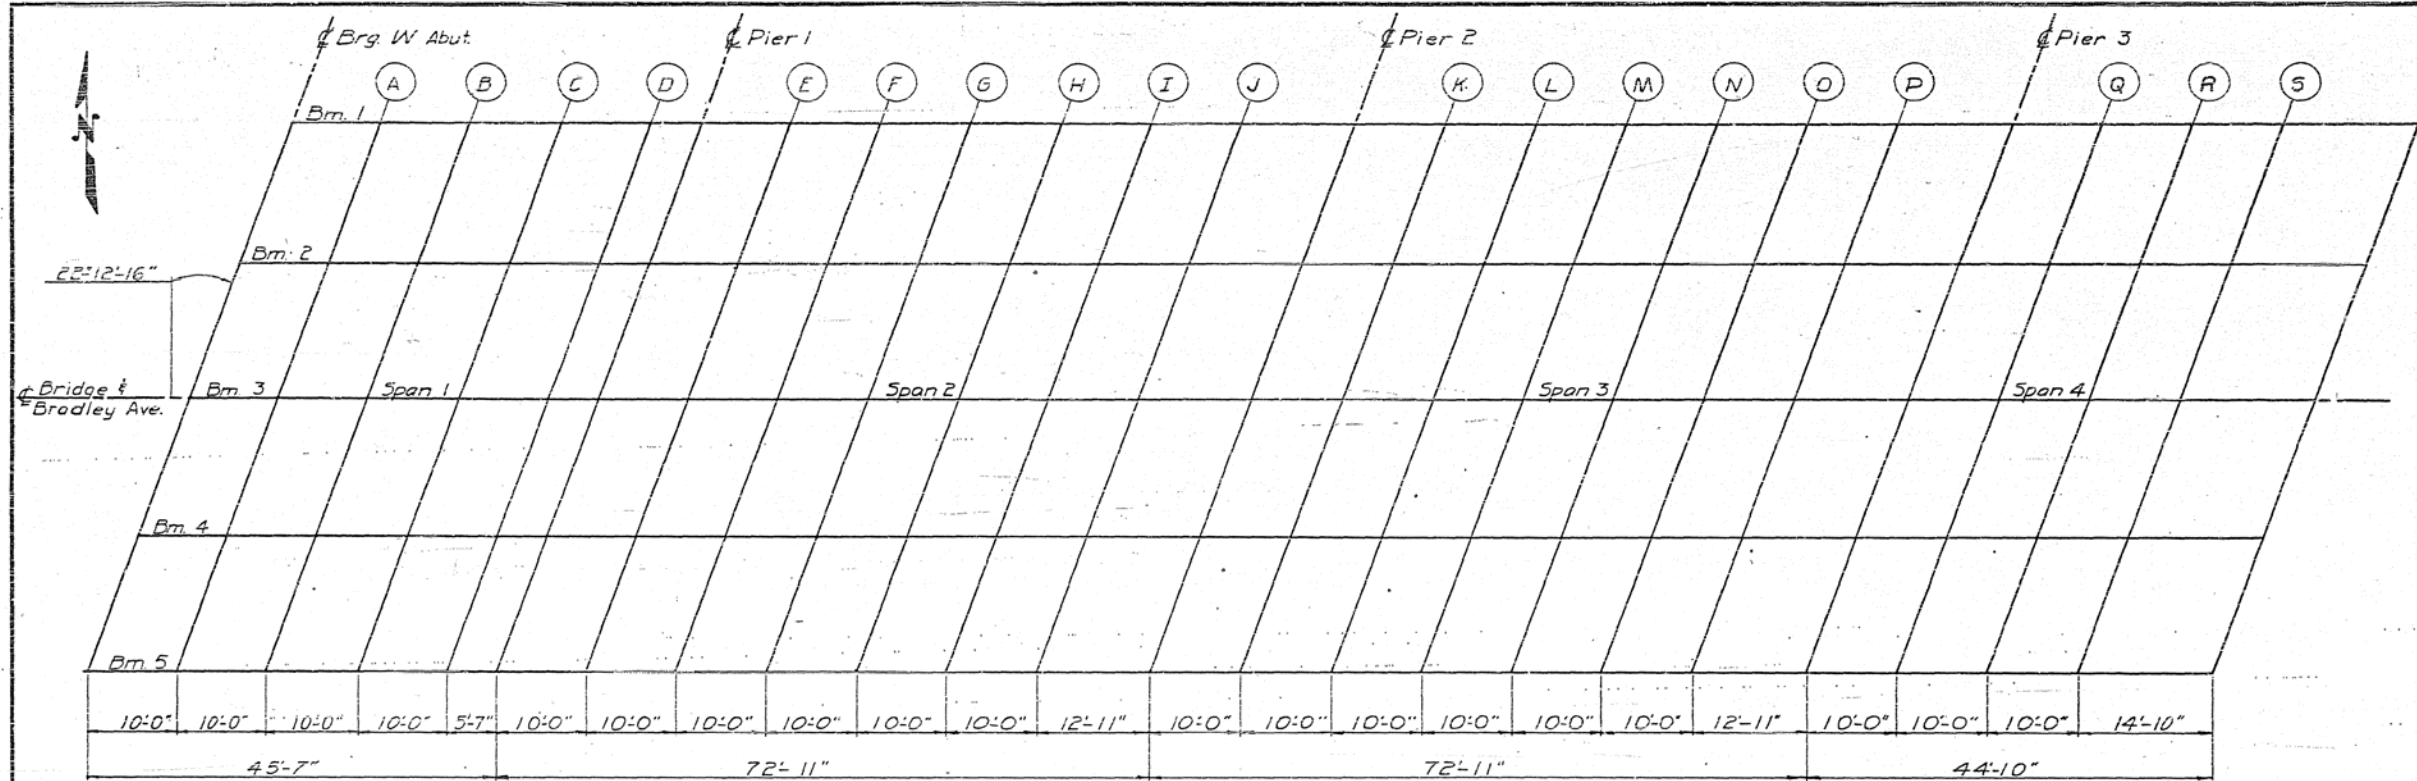 ℄ Brg. W Abut.
℄ Pier 1
℄ Pier 2
℄ Pier 3
A B C D E F G H I J K L M N O P Q R S
N
Bm. 1
Bm. 2
22°-12'-16"
℄ Bridge &
Bradley Ave.
Bm. 3
Span 1
Span 2
Span 3
Span 4
Bm. 4
Bm. 5
10'-0" 10'-0" 10'-0" 10'-0" 5'-7" 10'-0" 10'-0" 10'-0" 10'-0" 10'-0" 10'-0" 12'-11" 10'-0" 10'-0" 10'-0" 10'-0" 10'-0" 10'-0" 12'-11" 10'-0" 10'-0" 10'-0" 14'-10"
45'-7" 72'-11" 72'-11" 44'-10"